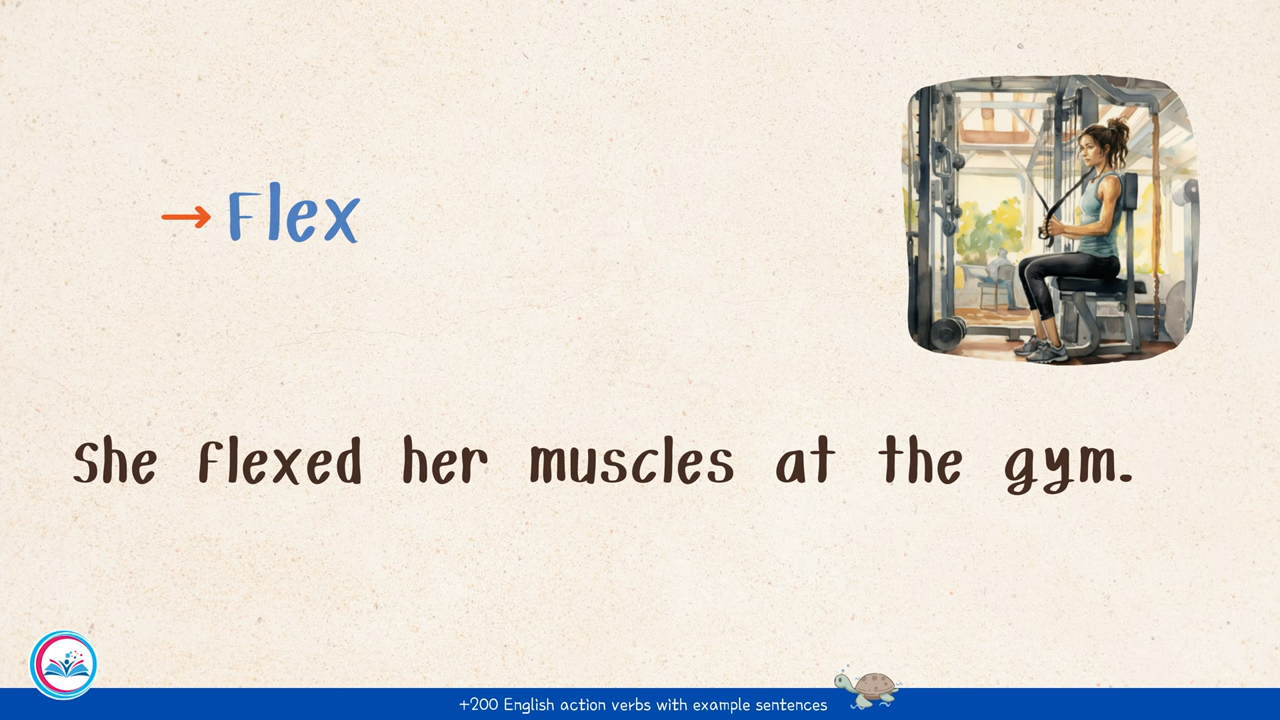 → Flex
She flexed her muscles at the gym.
+200 English action verbs with example sentences